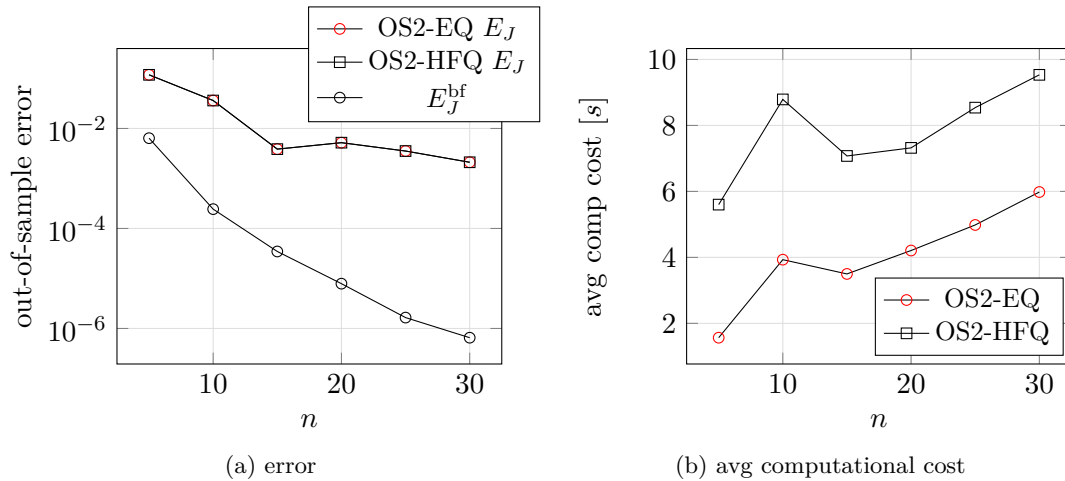 OS2-EQ E_J
OS2-HFQ E_J
E_J^bf
10^−2
10^−4
10^−6
10 20 30
out-of-sample error
n
(a) error
10
8
6
4
2
10 20 30
avg comp cost [s]
n
OS2-EQ
OS2-HFQ
(b) avg computational cost